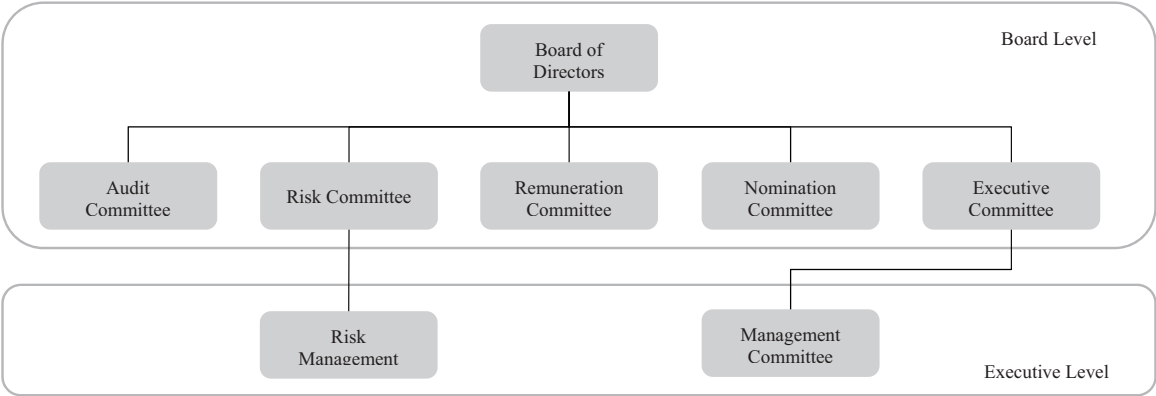 Board of
Directors
Board Level
Audit
Committee
Risk Committee
Remuneration
Committee
Nomination
Committee
Executive
Committee
Risk
Management
Management
Committee
Executive Level